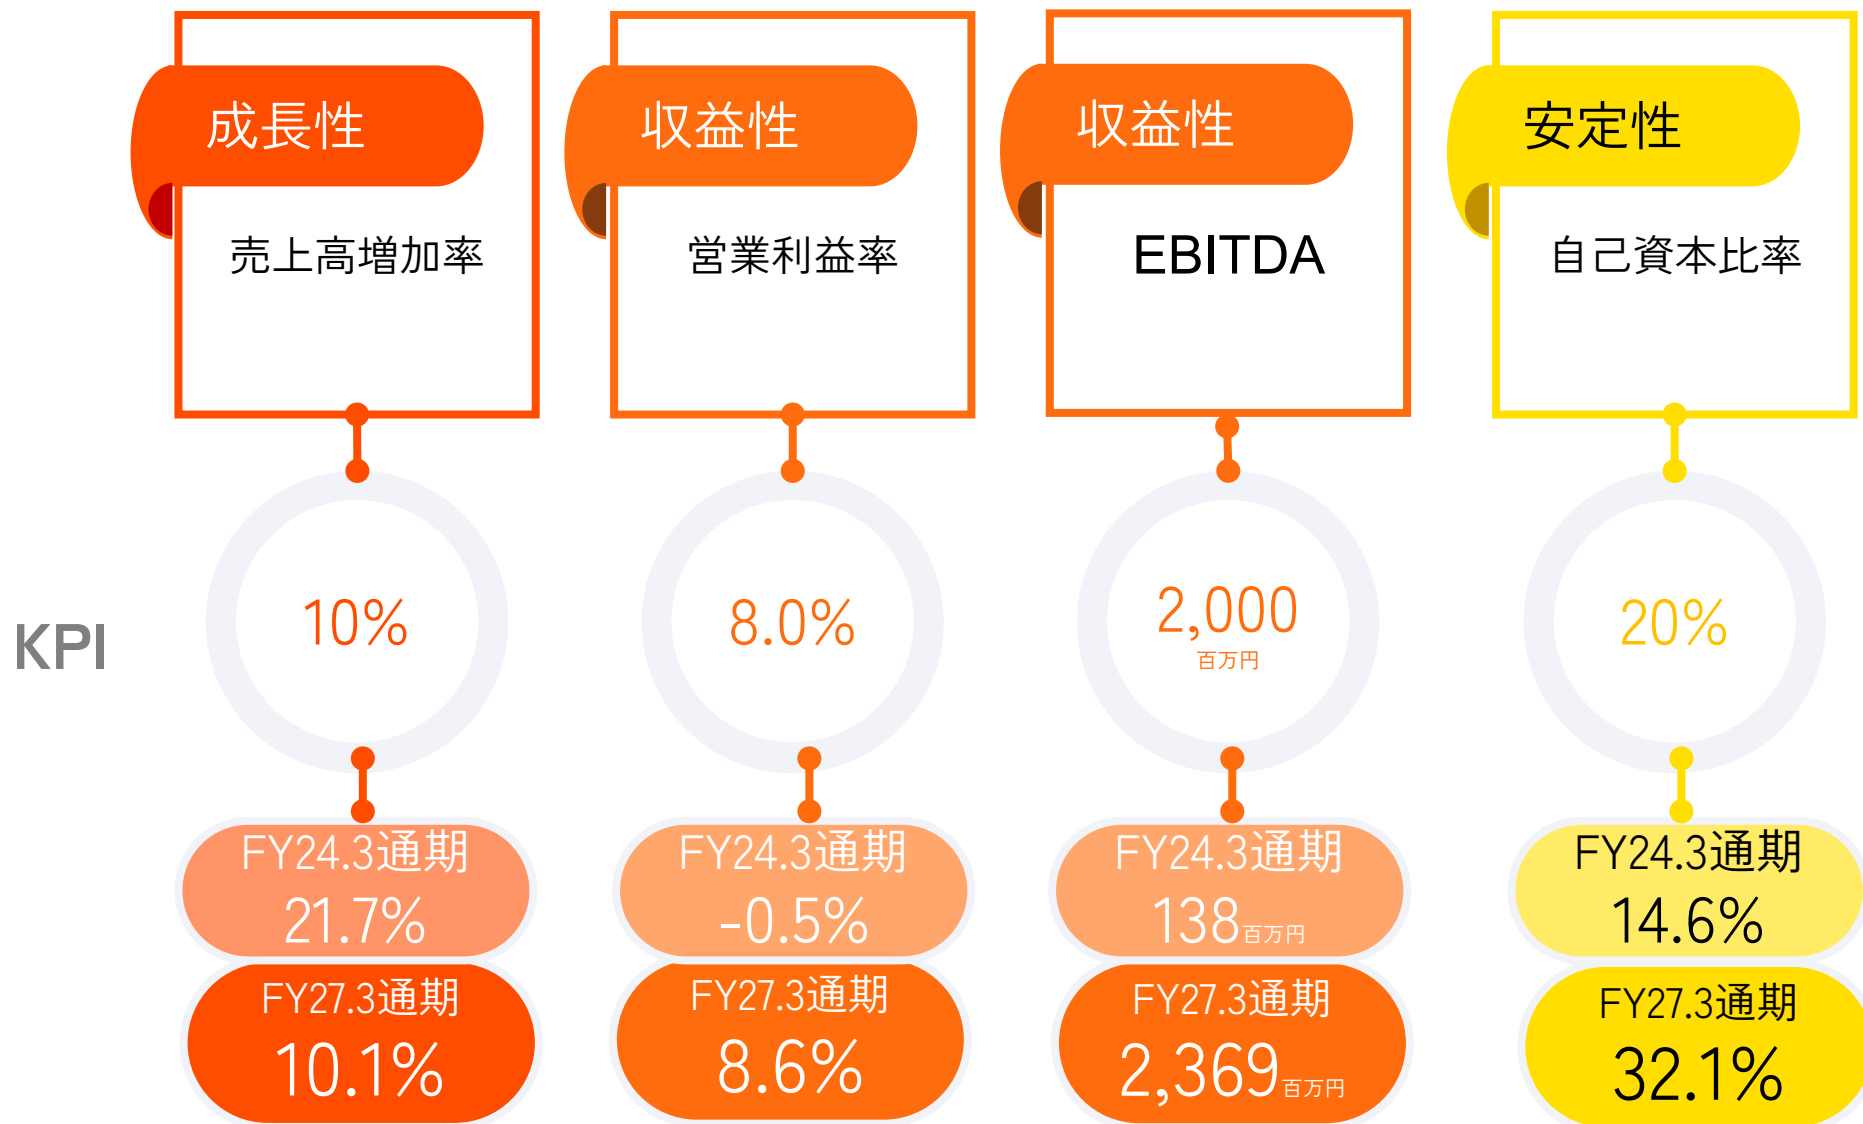 成長性
収益性
収益性
安定性
売上高増加率
営業利益率
EBITDA
自己資本比率
KPI
10%
8.0%
2,000
百万円
20%
FY24.3通期
21.7%
FY24.3通期
-0.5%
FY24.3通期
138百万円
FY24.3通期
14.6%
FY27.3通期
10.1%
FY27.3通期
8.6%
FY27.3通期
2,369百万円
FY27.3通期
32.1%